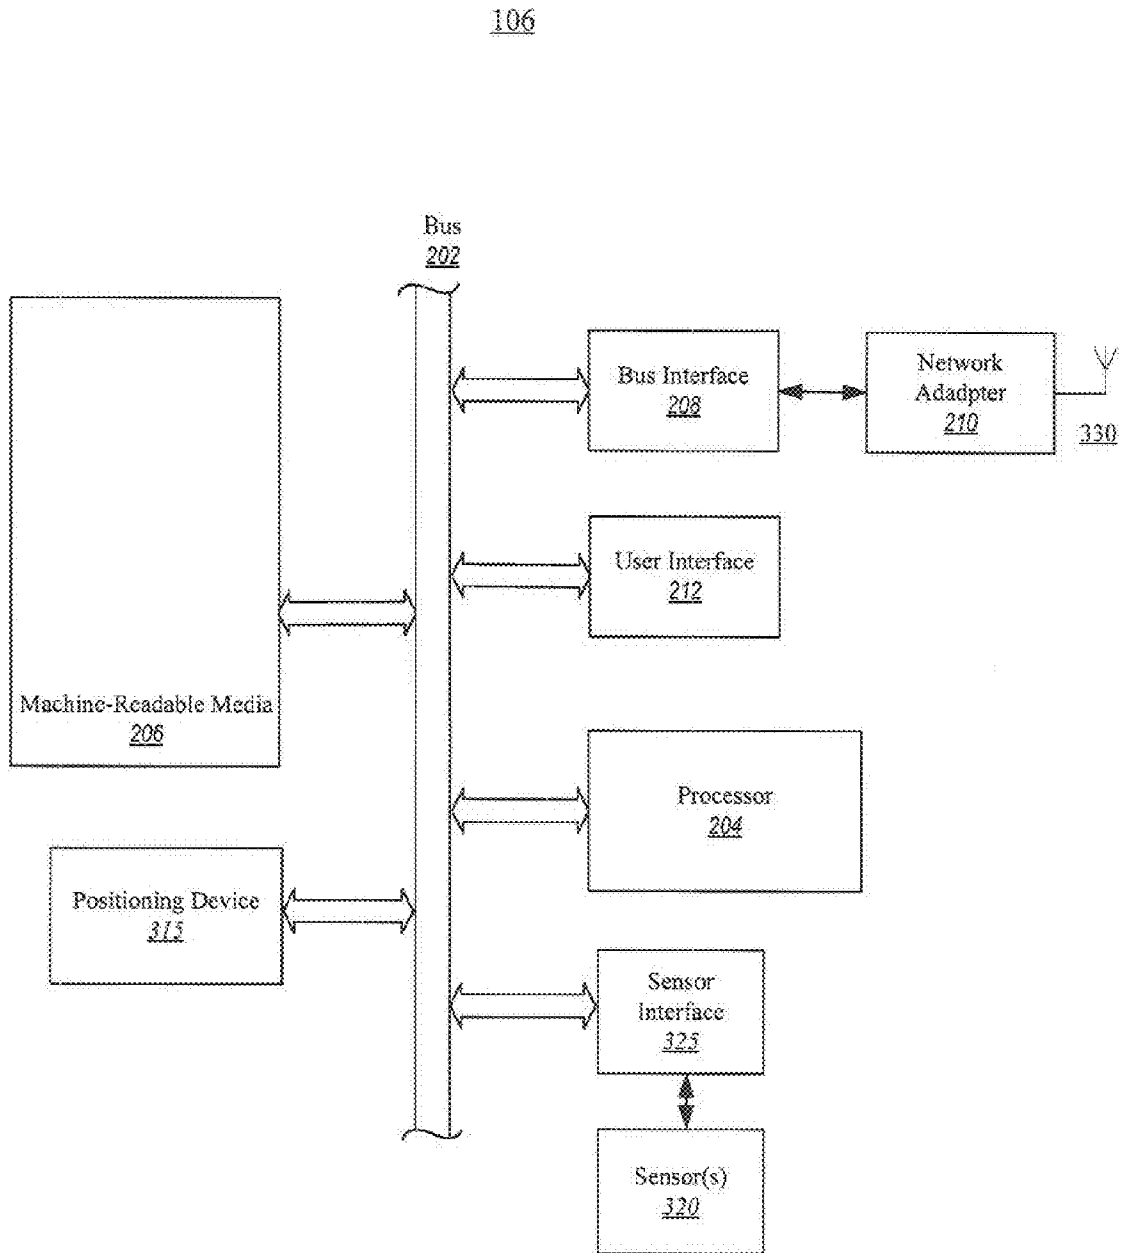 106
Bus
202
Bus Interface
208
Network
Adadpter
210
330
User Interface
212
Machine-Readable Media
206
Processor
204
Positioning Device
315
Sensor
Interface
325
Sensor(s)
320